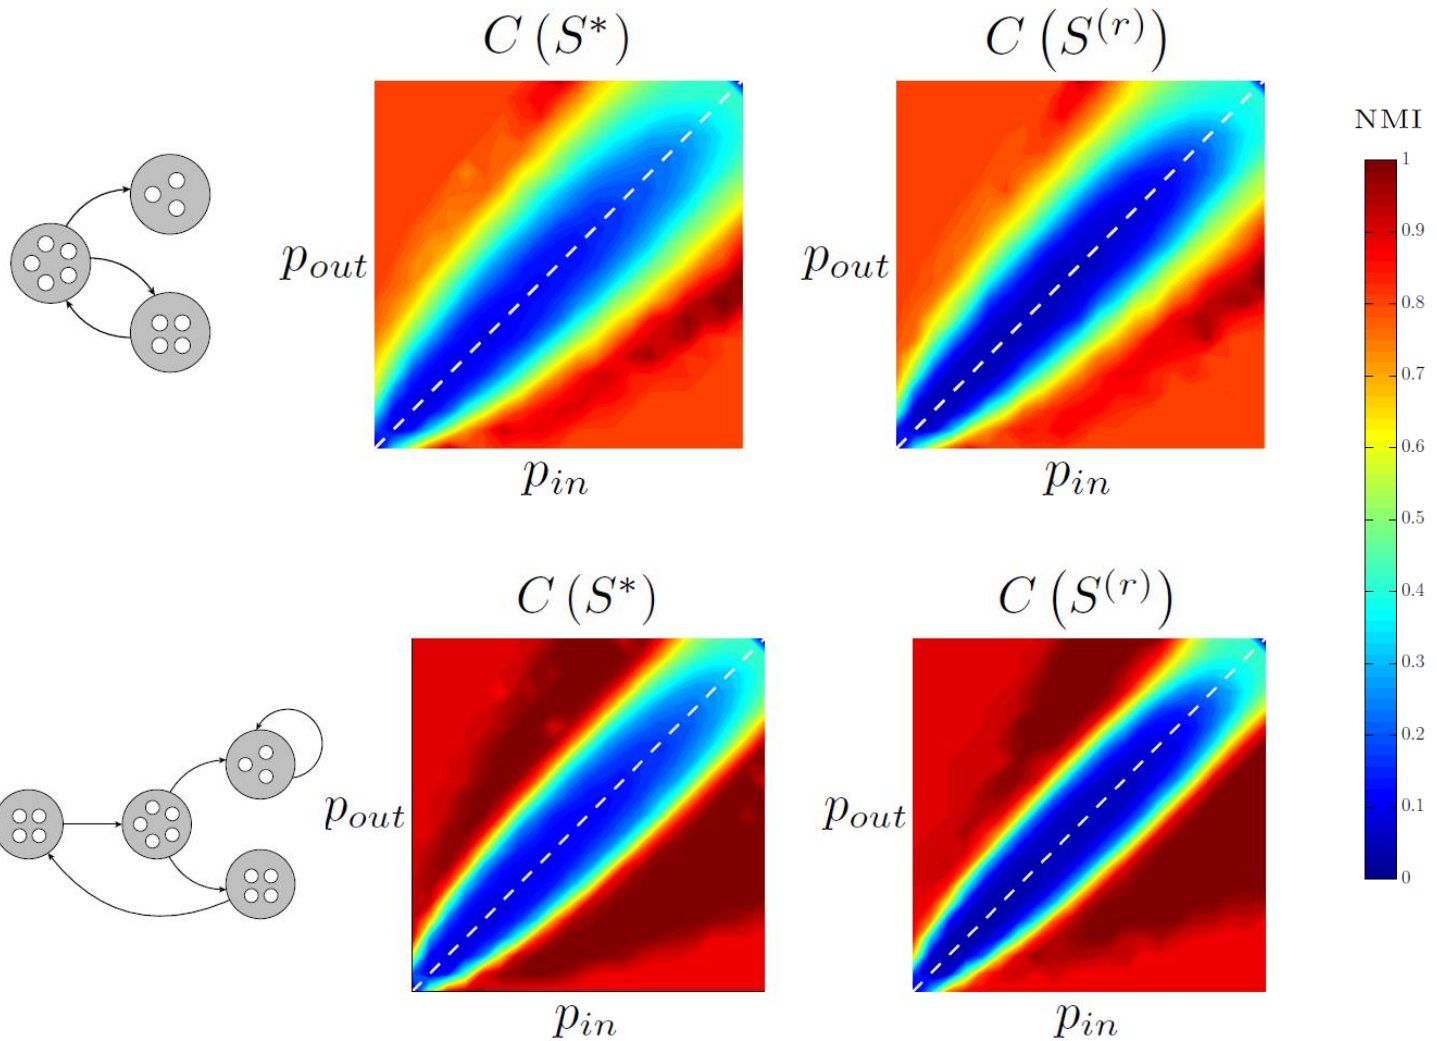 C (S*)
C (S^(r))
NMI
1
0.9
0.8
0.7
0.6
0.5
0.4
0.3
0.2
0.1
0
p_out
p_out
p_in
p_in
C (S*)
C (S^(r))
p_out
p_out
p_in
p_in